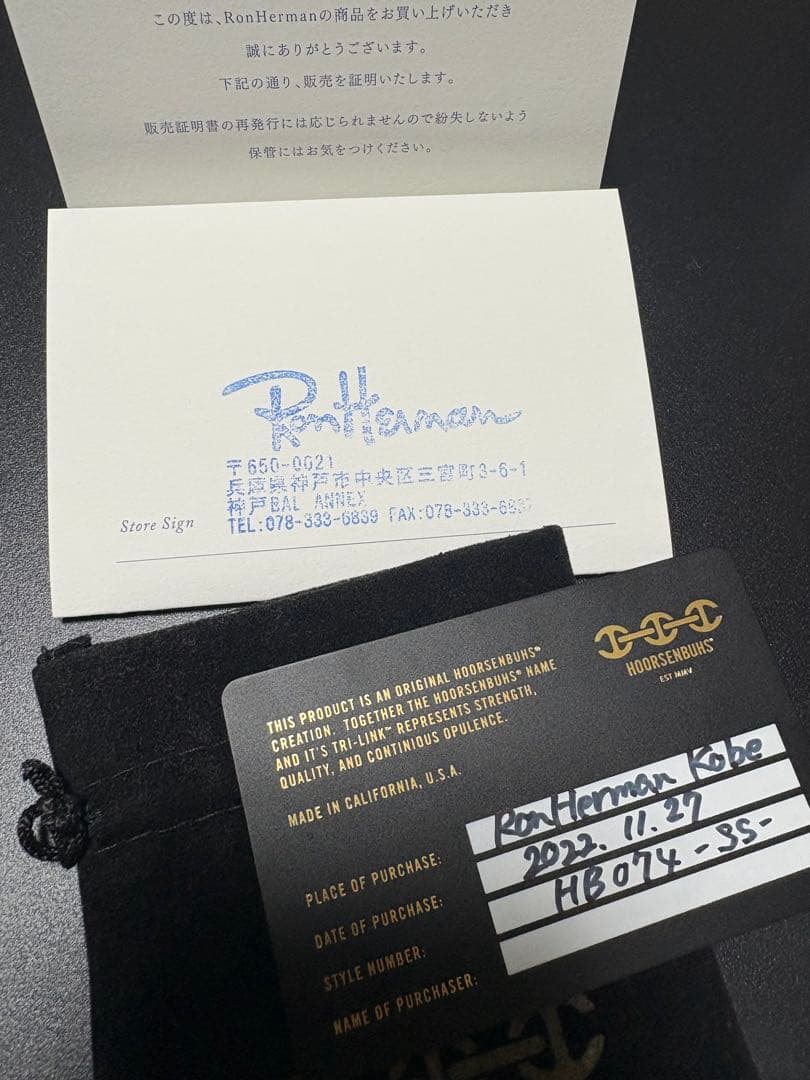 この度は、RonHermanの商品をお買い上げいただき
誠にありがとうございます。
下記の通り、販売を証明いたします。
販売証明書の再発行には応じられませんので紛失しないよう
保管にはお気をつけください。
RonHerman
〒650-0021
兵庫県神戸市中央区三宮町3-6-1
神戸BAL ANNEX
Store Sign
TEL:078-333-6839 FAX:078-333-683
HOORSENBUHS®
EST MMV
THIS PRODUCT IS AN ORIGINAL HOORSENBUHS®
CREATION. TOGETHER THE HOORSENBUHS® NAME
AND IT'S TRI-LINK™ REPRESENTS STRENGTH,
QUALITY, AND CONTINIOUS OPULENCE.
MADE IN CALIFORNIA, U.S.A.
PLACE OF PURCHASE: RonHerman Kobe
DATE OF PURCHASE: 2022. 11. 27
STYLE NUMBER: HB074-SS-
NAME OF PURCHASER: